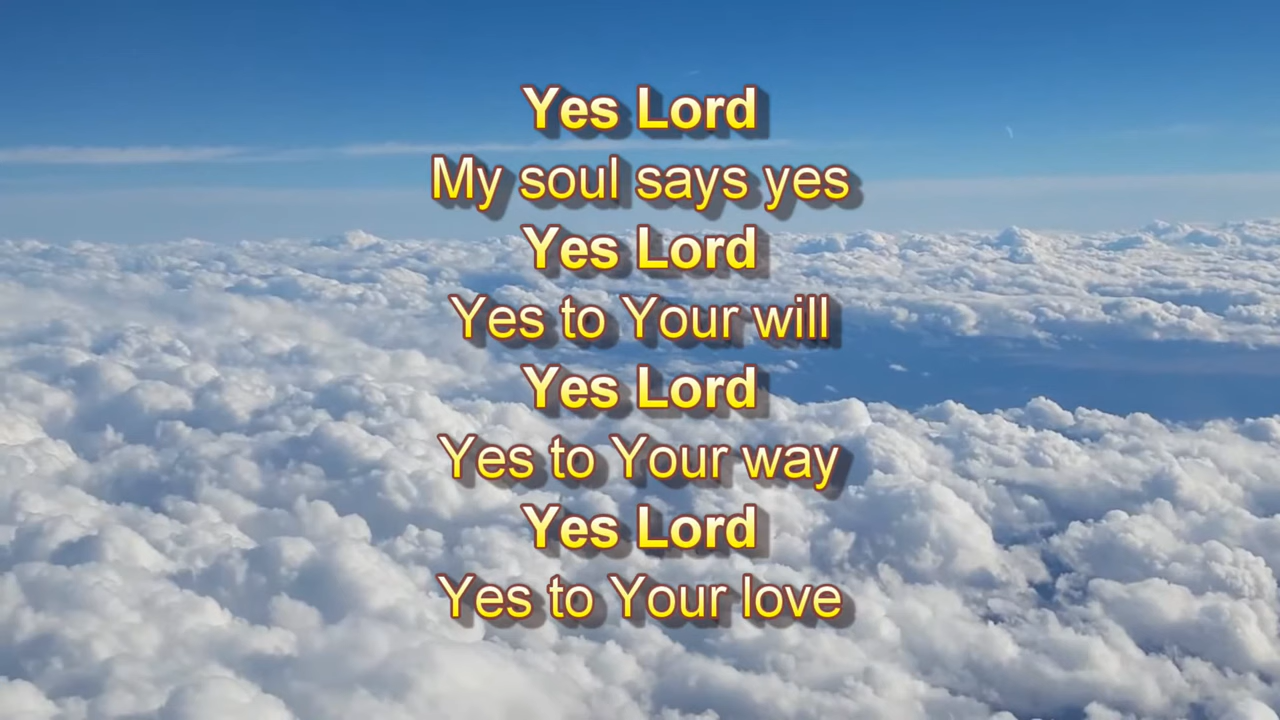 Yes Lord
My soul says yes
Yes Lord
Yes to Your will
Yes Lord
Yes to Your way
Yes Lord
Yes to Your love